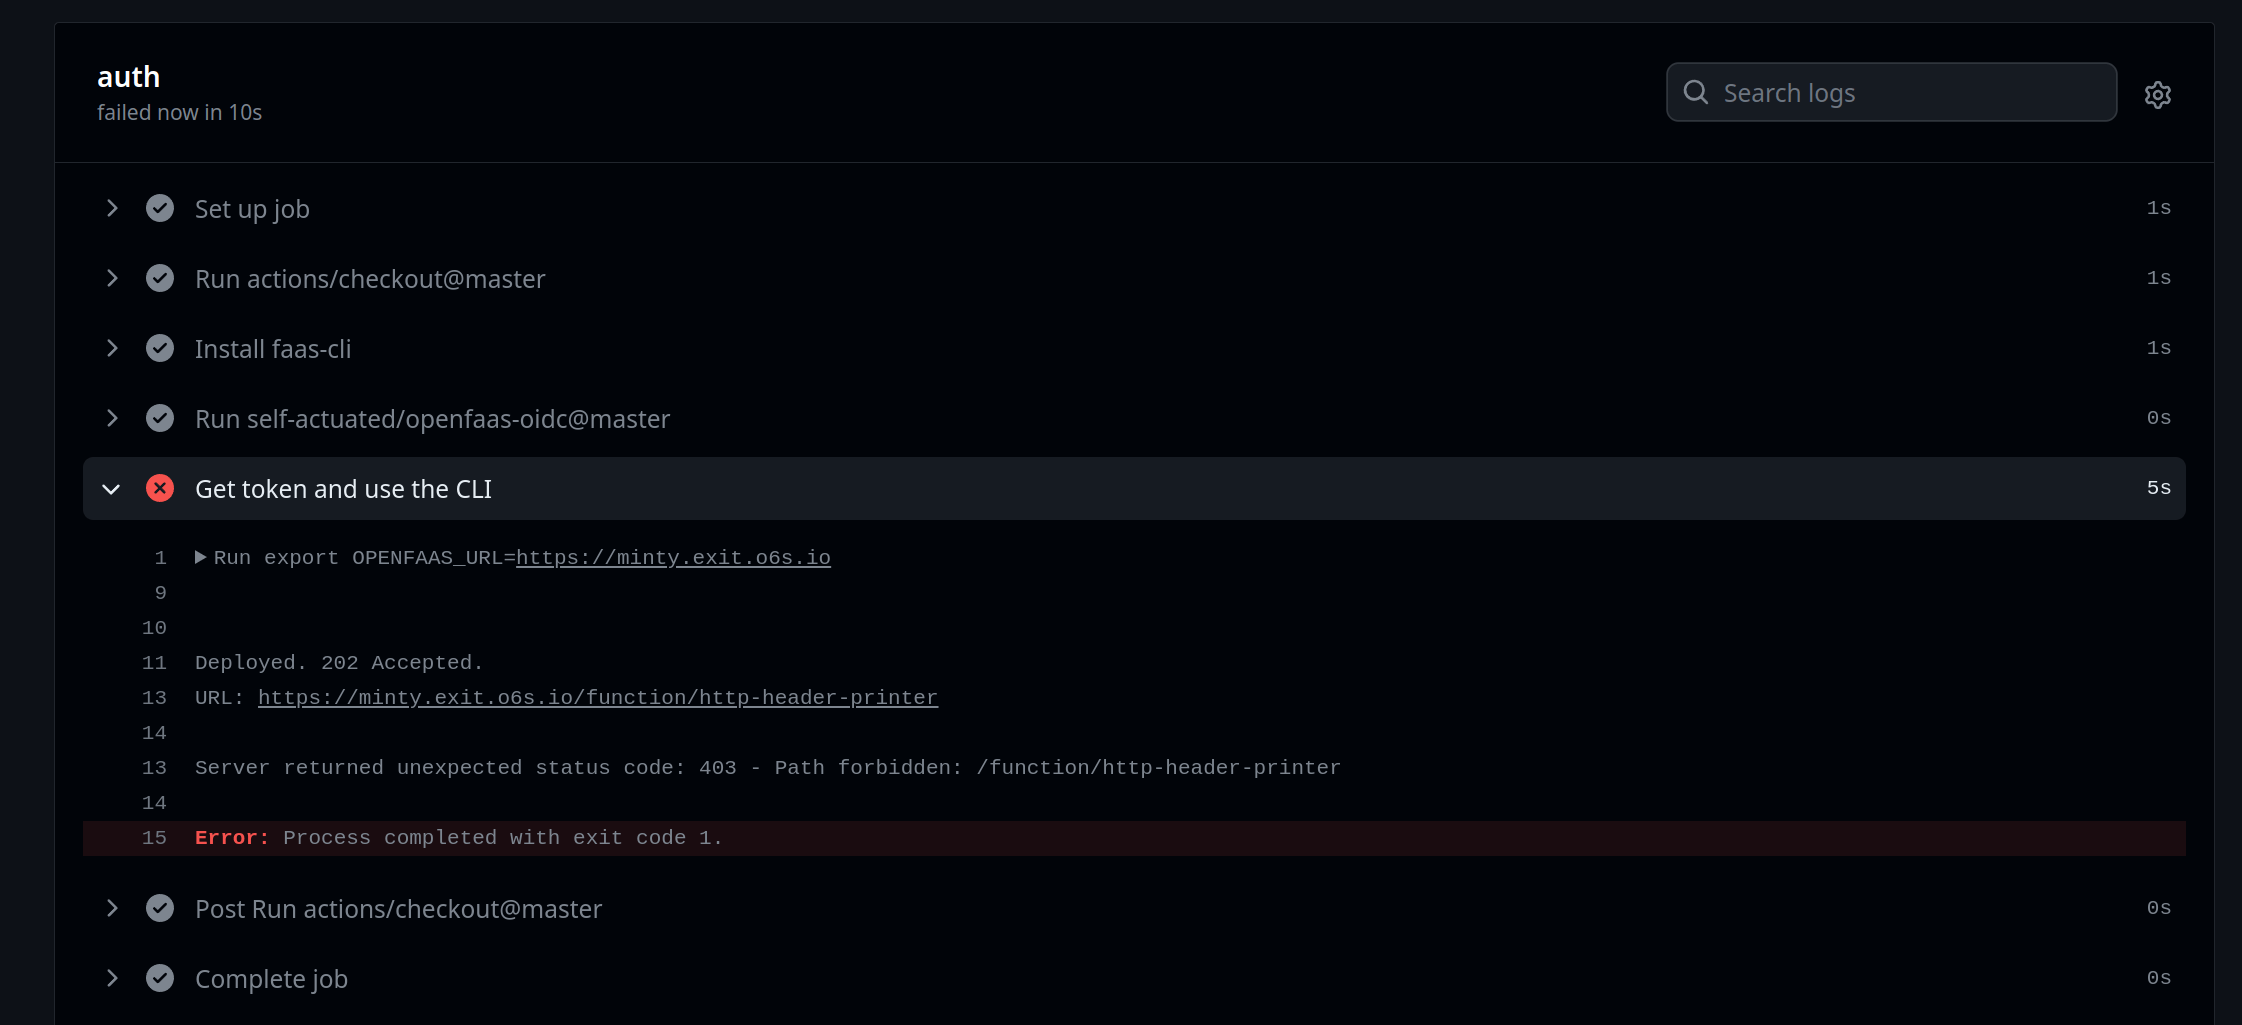 auth
failed now in 10s
Search logs
Set up job 1s
Run actions/checkout@master 1s
Install faas-cli 1s
Run self-actuated/openfaas-oidc@master 0s
Get token and use the CLI 5s
1 Run export OPENFAAS_URL=https://minty.exit.o6s.io
9
10
11 Deployed. 202 Accepted.
13 URL: https://minty.exit.o6s.io/function/http-header-printer
14
13 Server returned unexpected status code: 403 - Path forbidden: /function/http-header-printer
14
15 Error: Process completed with exit code 1.
Post Run actions/checkout@master 0s
Complete job 0s